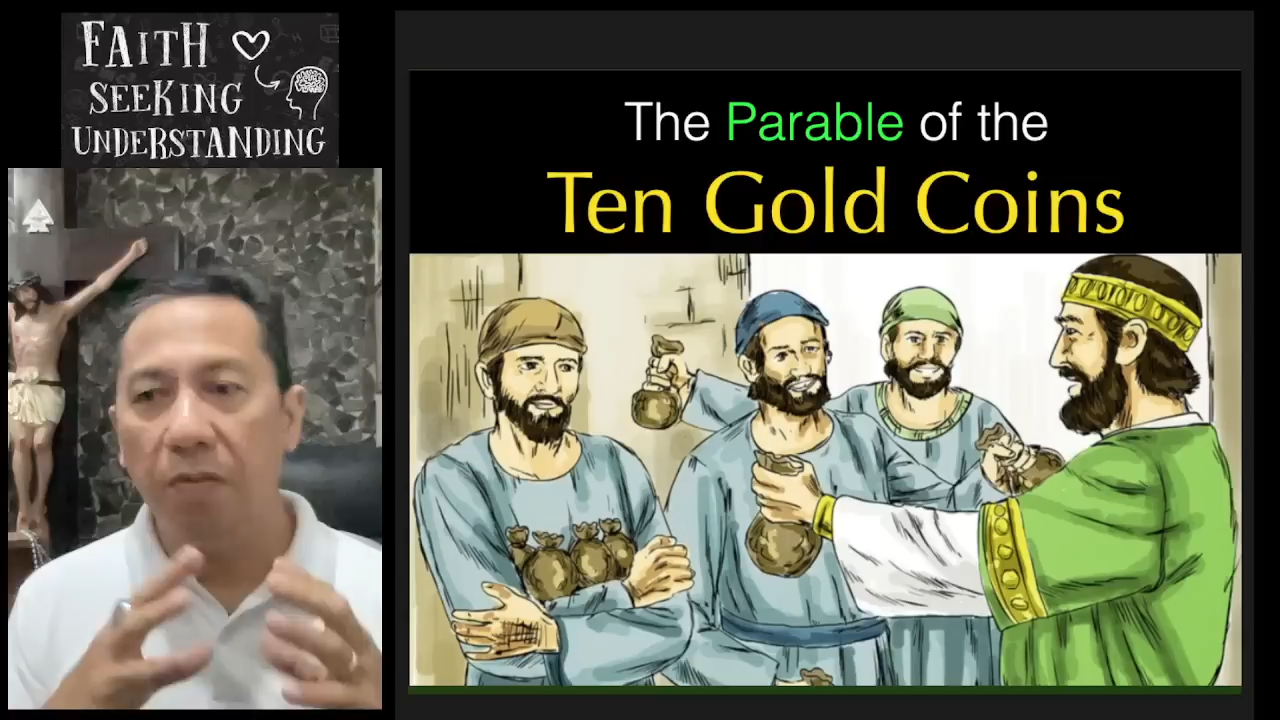 FAITH
SEEKING
UNDERSTANDING
The Parable of the
Ten Gold Coins